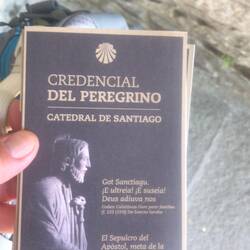 CREDENCIAL
DEL PEREGRINO
CATEDRAL DE SANTIAGO
Got Sanctiagu.
¡E ultreia! ¡E suseia!
Deus adiuva nos
El Sepulcro del
Apóstol, meta de la